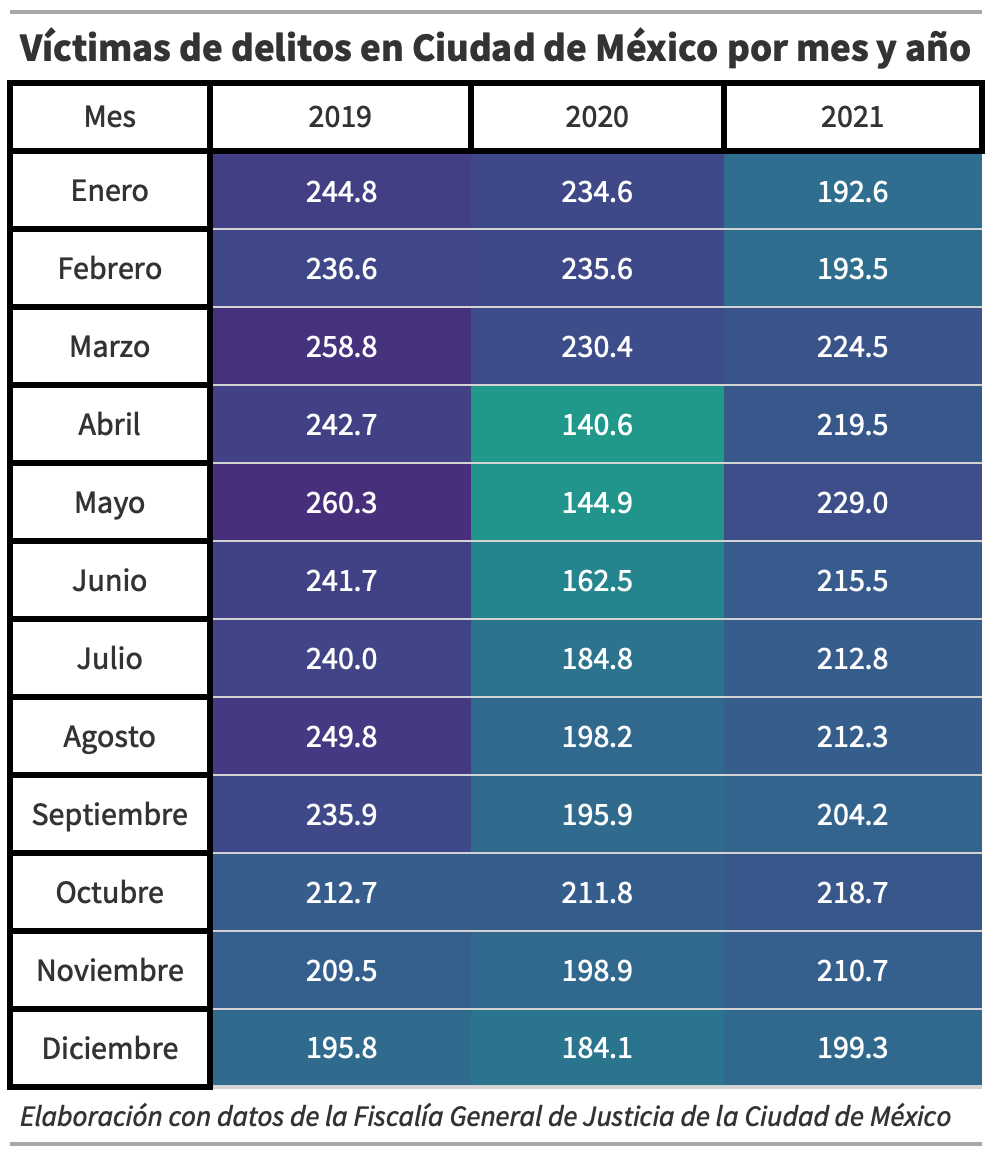 Víctimas de delitos en Ciudad de México por mes y año
Mes 2019 2020 2021
Enero 244.8 234.6 192.6
Febrero 236.6 235.6 193.5
Marzo 258.8 230.4 224.5
Abril 242.7 140.6 219.5
Mayo 260.3 144.9 229.0
Junio 241.7 162.5 215.5
Julio 240.0 184.8 212.8
Agosto 249.8 198.2 212.3
Septiembre 235.9 195.9 204.2
Octubre 212.7 211.8 218.7
Noviembre 209.5 198.9 210.7
Diciembre 195.8 184.1 199.3
Elaboración con datos de la Fiscalía General de Justicia de la Ciudad de México